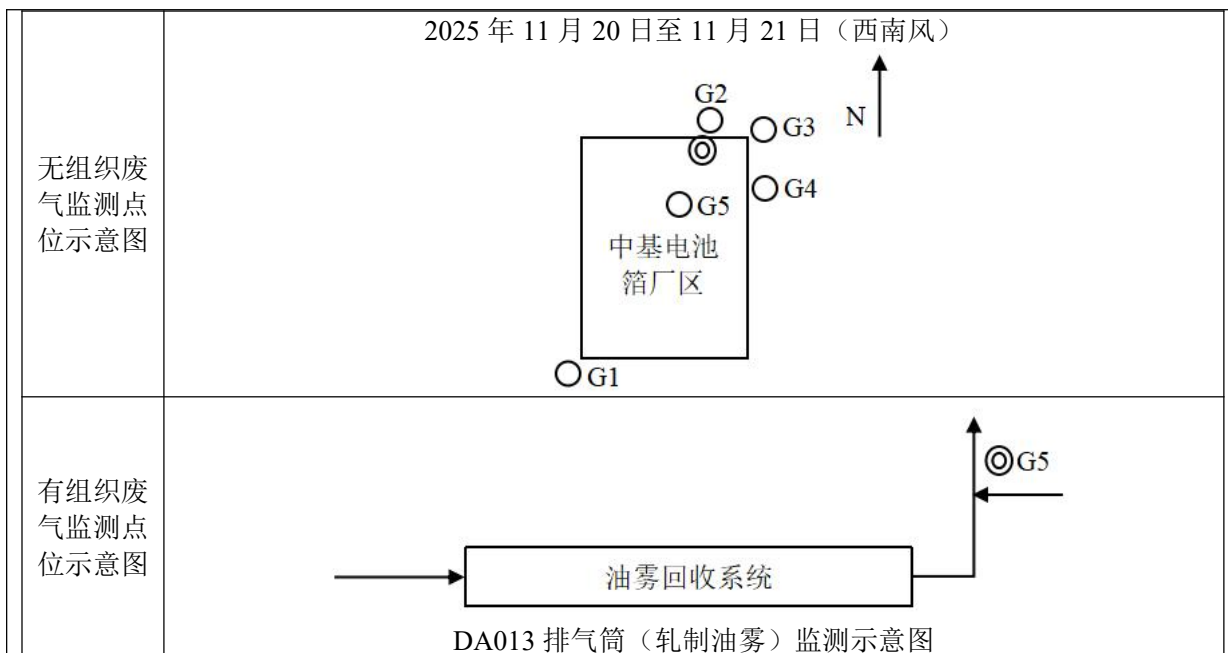 2025 年 11 月 20 日至 11 月 21 日（西南风）
无组织废
气监测点
位示意图
G2
G3
N
G4
G5
中基电池
箔厂区
G1
有组织废
气监测点
位示意图
G5
油雾回收系统
DA013 排气筒（轧制油雾）监测示意图